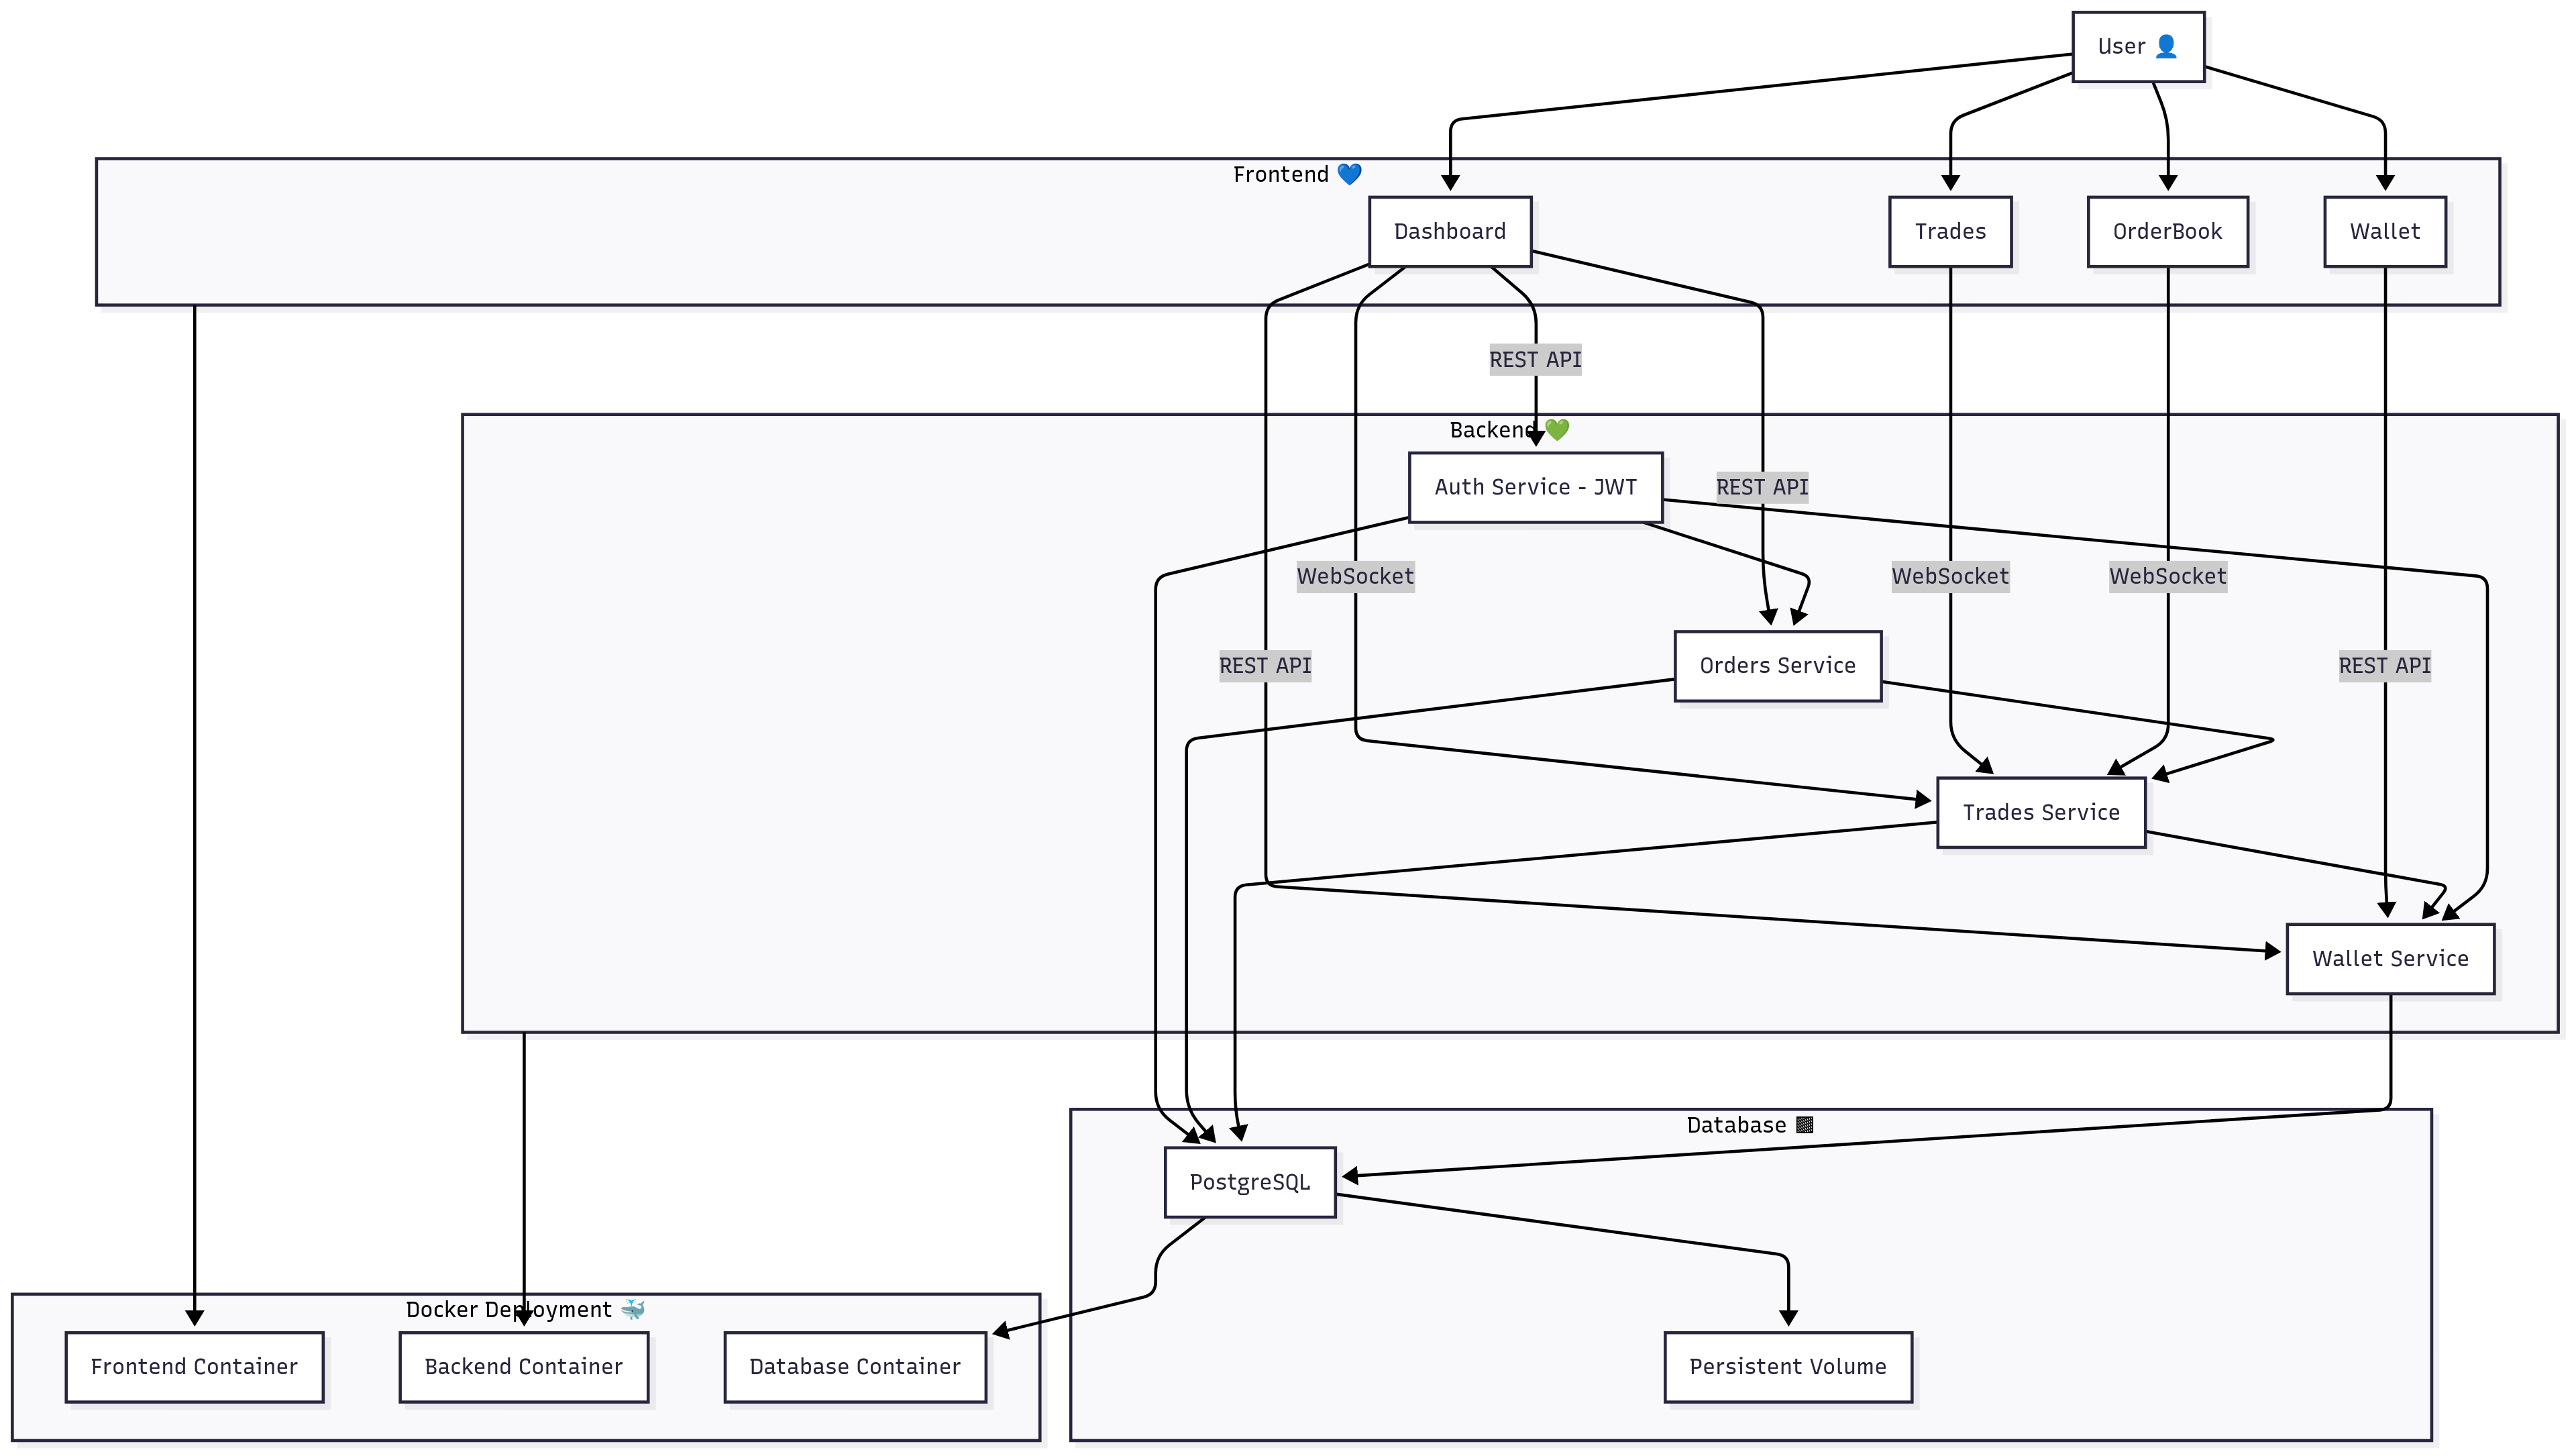 User 👤
Frontend 💙
Dashboard
Trades
OrderBook
Wallet
REST API
Backend 💚
Auth Service - JWT
REST API
WebSocket
WebSocket
WebSocket
Orders Service
REST API
REST API
Trades Service
Wallet Service
Database
PostgreSQL
Docker Deployment 🐳
Frontend Container
Backend Container
Database Container
Persistent Volume